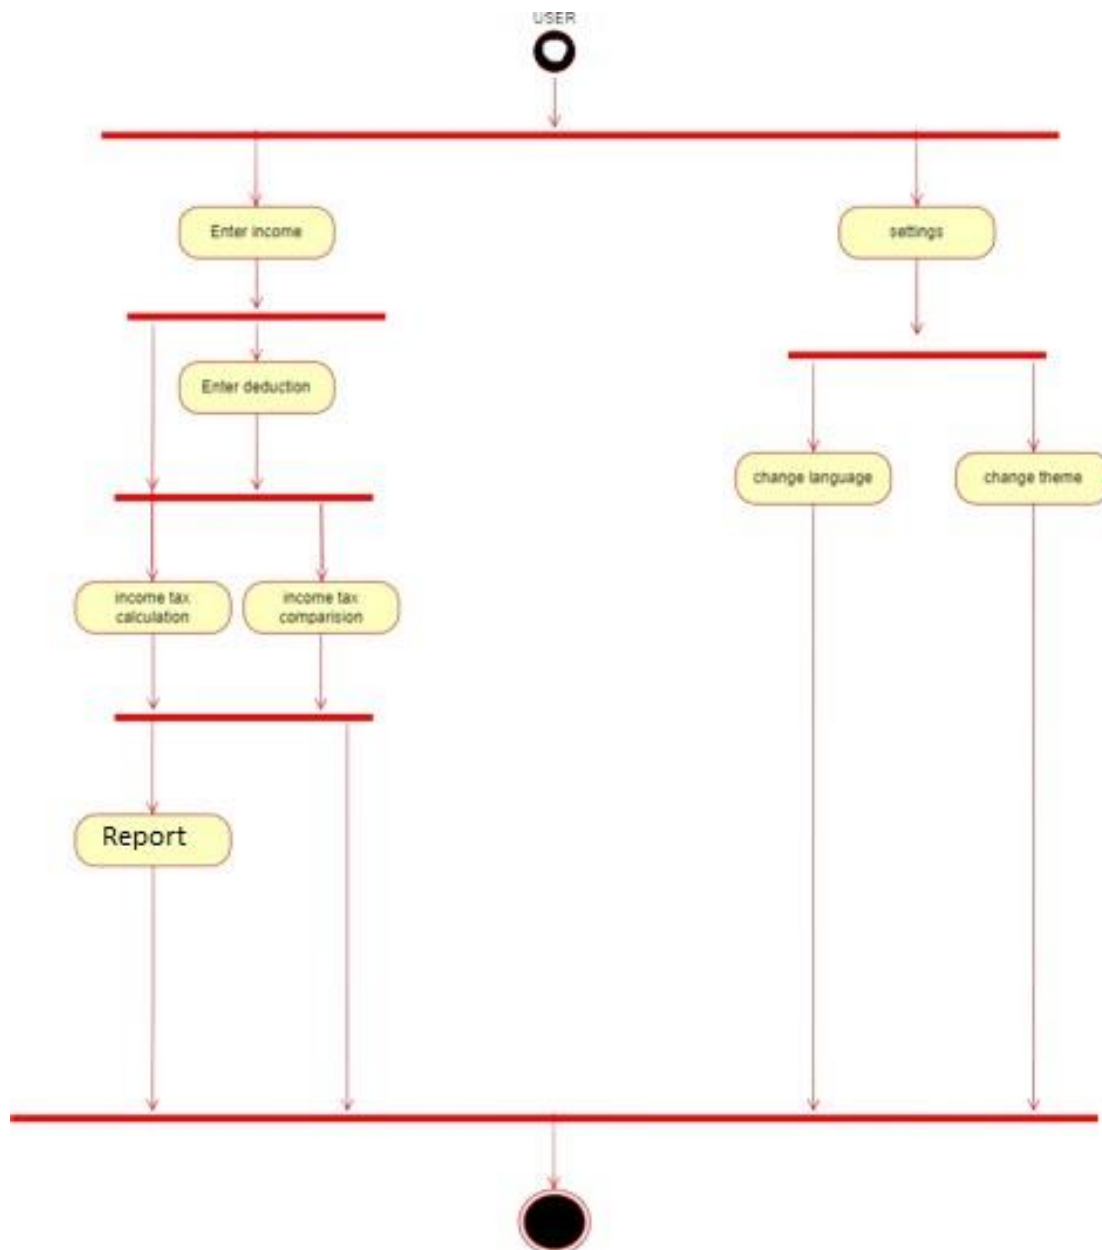 USER
Enter income
settings
Enter deduction
change language
change theme
income tax
calculation
income tax
comparision
Report